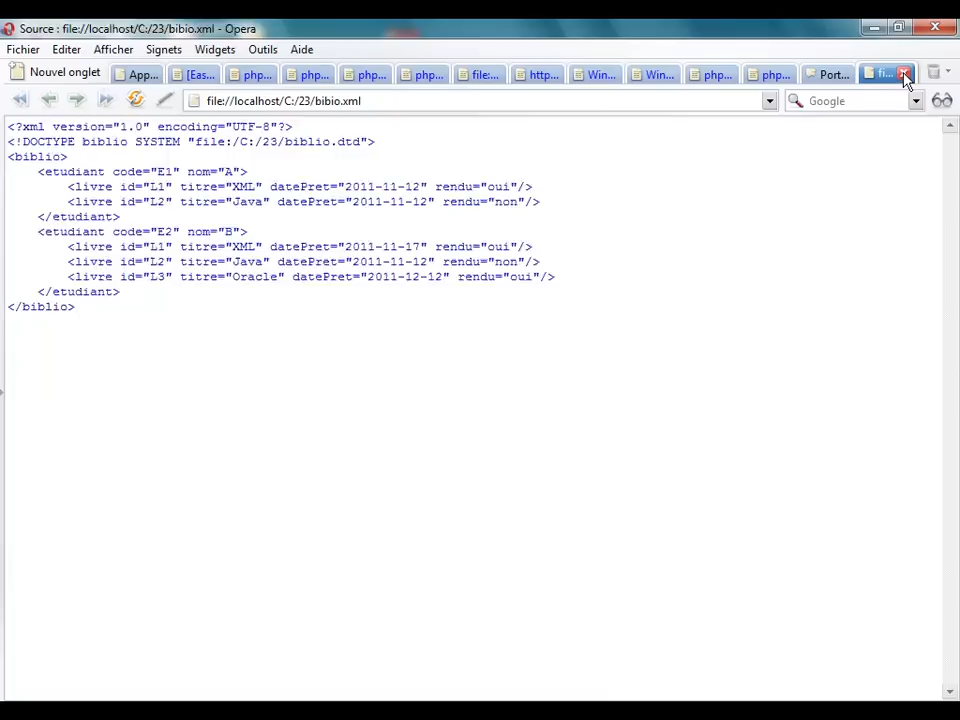 Source : file://localhost/C:/23/bibio.xml - Opera
Fichier Editer Afficher Signets Widgets Outils Aide
Nouvel onglet App... [Eas... php... php... php... php... file:... http... Win... Win... php... php... Port... fi...
file://localhost/C:/23/bibio.xml Google
<?xml version="1.0" encoding="UTF-8"?>
<!DOCTYPE biblio SYSTEM "file:/C:/23/biblio.dtd">
<biblio>
<etudiant code="E1" nom="A">
<livre id="L1" titre="XML" datePret="2011-11-12" rendu="oui"/>
<livre id="L2" titre="Java" datePret="2011-11-12" rendu="non"/>
</etudiant>
<etudiant code="E2" nom="B">
<livre id="L1" titre="XML" datePret="2011-11-17" rendu="oui"/>
<livre id="L2" titre="Java" datePret="2011-11-12" rendu="non"/>
<livre id="L3" titre="Oracle" datePret="2011-12-12" rendu="oui"/>
</etudiant>
</biblio>